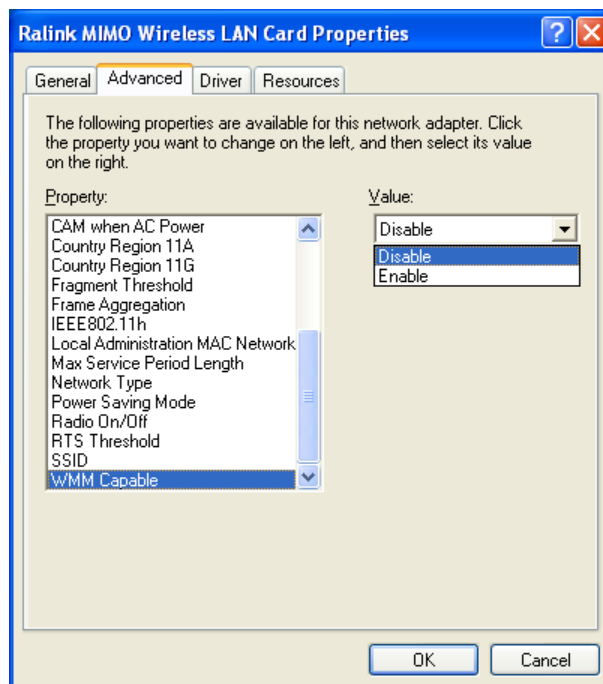 Ralink MIMO Wireless LAN Card Properties
General Advanced Driver Resources
The following properties are available for this network adapter. Click
the property you want to change on the left, and then select its value
on the right.
Property:
CAM when AC Power
Country Region 11A
Country Region 11G
Fragment Threshold
Frame Aggregation
IEEE802.11h
Local Administration MAC Network
Max Service Period Length
Network Type
Power Saving Mode
Radio On/Off
RTS Threshold
SSID
WMM Capable
Value:
Disable
Disable
Enable
OK Cancel